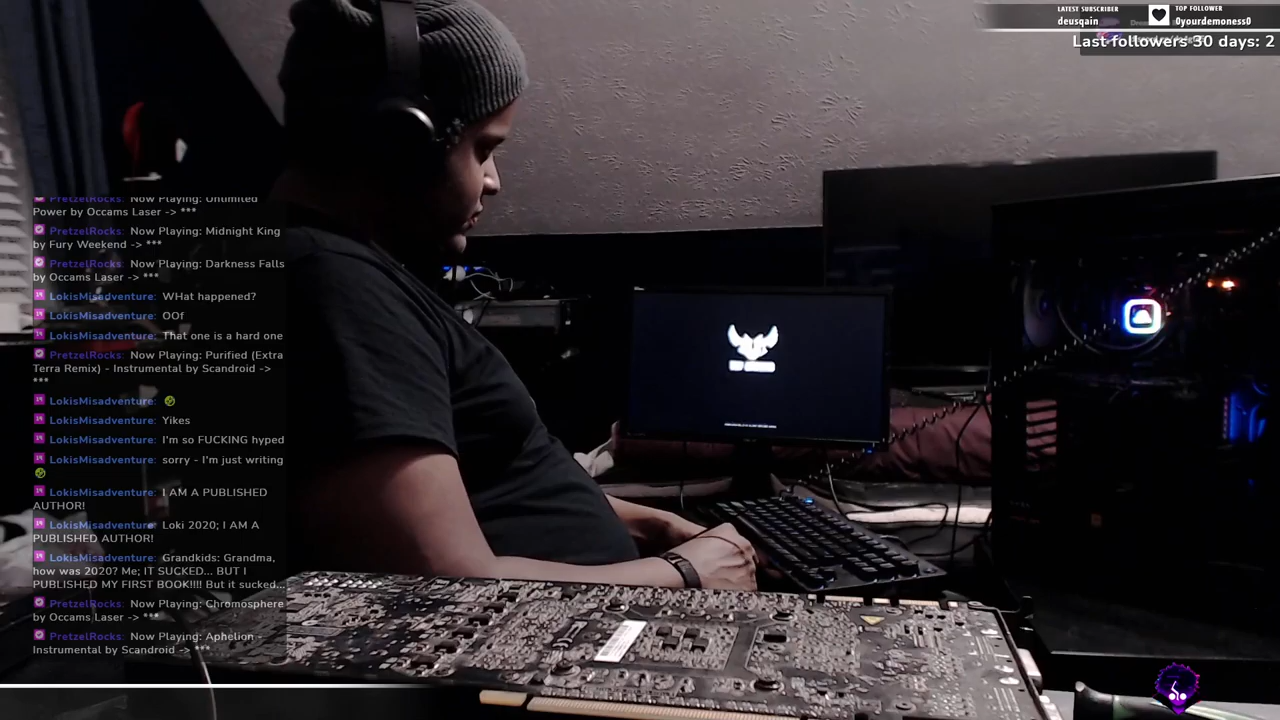 LATEST SUBSCRIBER
deusqain
TOP FOLLOWER
0yourdemoness0
Last followers 30 days: 2
PretzelRocks: Now Playing: Unlimited
Power by Occams Laser -> ***
PretzelRocks: Now Playing: Midnight King
by Fury Weekend -> ***
PretzelRocks: Now Playing: Darkness Falls
by Occams Laser -> ***
LokisMisadventure: WHat happened?
LokisMisadventure: OOf
LokisMisadventure: That one is a hard one
PretzelRocks: Now Playing: Purified (Extra
Terra Remix) - Instrumental by Scandroid ->
***
LokisMisadventure:
LokisMisadventure: Yikes
LokisMisadventure: I'm so FUCKING hyped
LokisMisadventure: sorry - I'm just writing
LokisMisadventure: I AM A PUBLISHED
AUTHOR!
LokisMisadventure: Loki 2020; I AM A
PUBLISHED AUTHOR!
LokisMisadventure: Grandkids: Grandma,
how was 2020? Me; IT SUCKED... BUT I
PUBLISHED MY FIRST BOOK!!!! But it sucked...
PretzelRocks: Now Playing: Chromosphere
by Occams Laser -> ***
PretzelRocks: Now Playing: Aphelion -
Instrumental by Scandroid -> ***